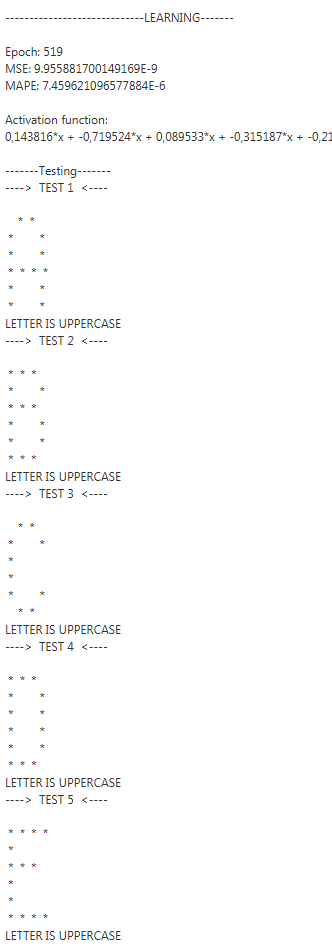 -----------------------------LEARNING-------
Epoch: 519
MSE: 9.955881700149169E-9
MAPE: 7.459621096577884E-6
Activation function:
0,143816*x + -0,719524*x + 0,089533*x + -0,315187*x + -0,21
-------Testing-------
----> TEST 1 <----
* *
* *
* *
* * * *
* *
* *
LETTER IS UPPERCASE
----> TEST 2 <----
* * *
* *
* * *
* *
* *
* * *
LETTER IS UPPERCASE
----> TEST 3 <----
* *
* *
*
*
* *
* *
LETTER IS UPPERCASE
----> TEST 4 <----
* * *
* *
* *
* *
* *
* * *
LETTER IS UPPERCASE
----> TEST 5 <----
* * * *
*
* * *
*
*
* * * *
LETTER IS UPPERCASE